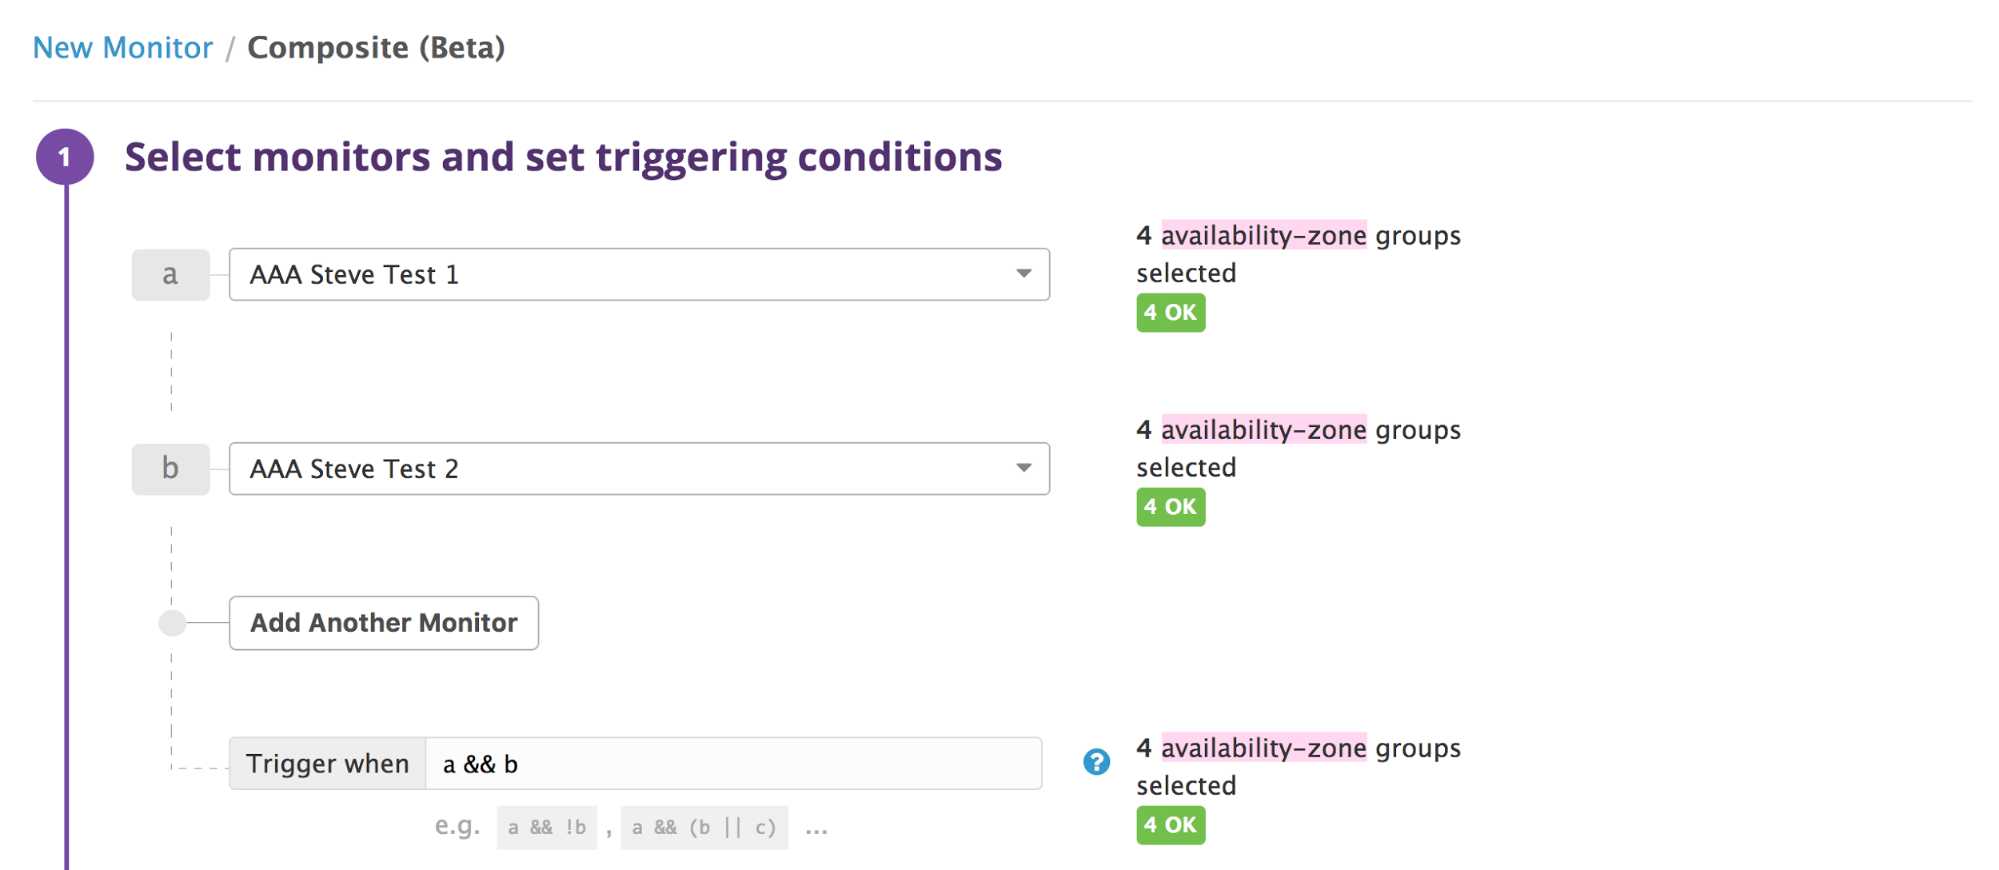 New Monitor / Composite (Beta)
1 Select monitors and set triggering conditions
a AAA Steve Test 1
4 availability-zone groups
selected
4 OK
b AAA Steve Test 2
4 availability-zone groups
selected
4 OK
Add Another Monitor
Trigger when a && b
? 4 availability-zone groups
selected
4 OK
e.g. a && !b , a && (b || c) ...